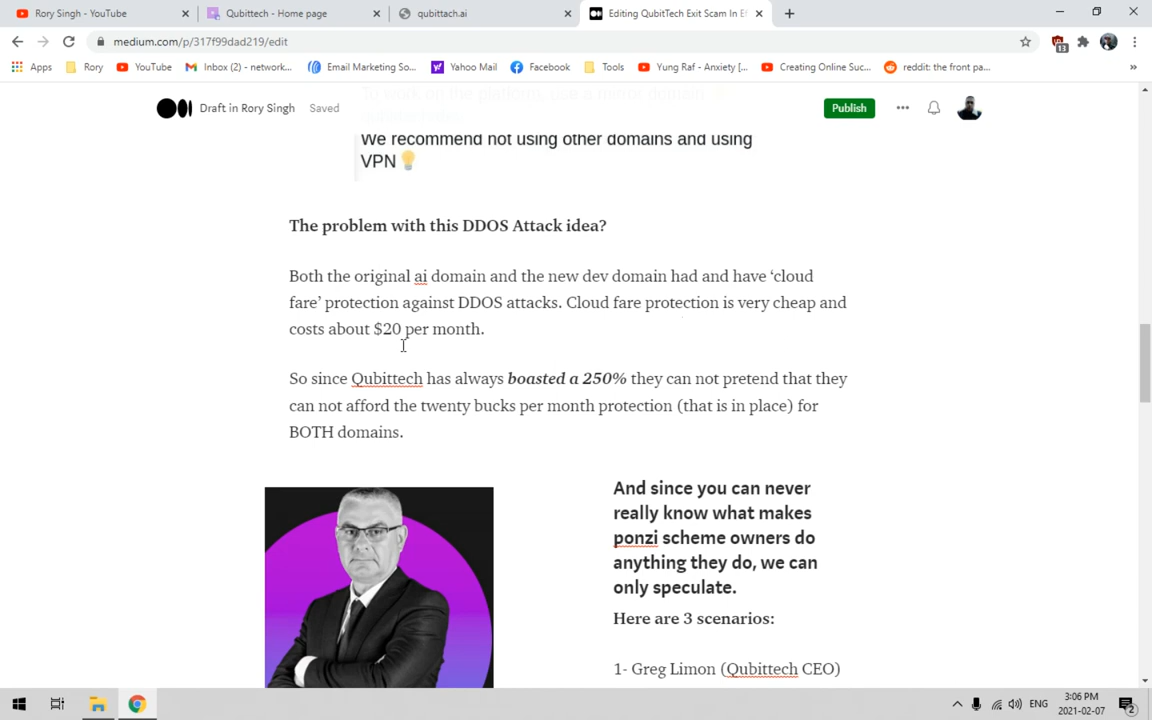 Rory Singh - YouTube
Qubittech - Home page
qubittach.ai
Editing QubitTech Exit Scam In Ef
medium.com/p/317f99dad219/edit
13
Apps
Rory
YouTube
Inbox (2) - network...
Email Marketing So...
Yahoo Mail
Facebook
Tools
Yung Raf - Anxiety [...
Creating Online Suc...
reddit: the front pa...
»
Draft in Rory Singh
Saved
Publish
We recommend not using other domains and using
VPN
The problem with this DDOS Attack idea?
Both the original ai domain and the new dev domain had and have ‘cloud
fare’ protection against DDOS attacks. Cloud fare protection is very cheap and
costs about $20 per month.
So since Qubittech has always boasted a 250% they can not pretend that they
can not afford the twenty bucks per month protection (that is in place) for
BOTH domains.
And since you can never
really know what makes
ponzi scheme owners do
anything they do, we can
only speculate.
Here are 3 scenarios:
1- Greg Limon (Qubittech CEO)
ENG
3:06 PM
2021-02-07
2